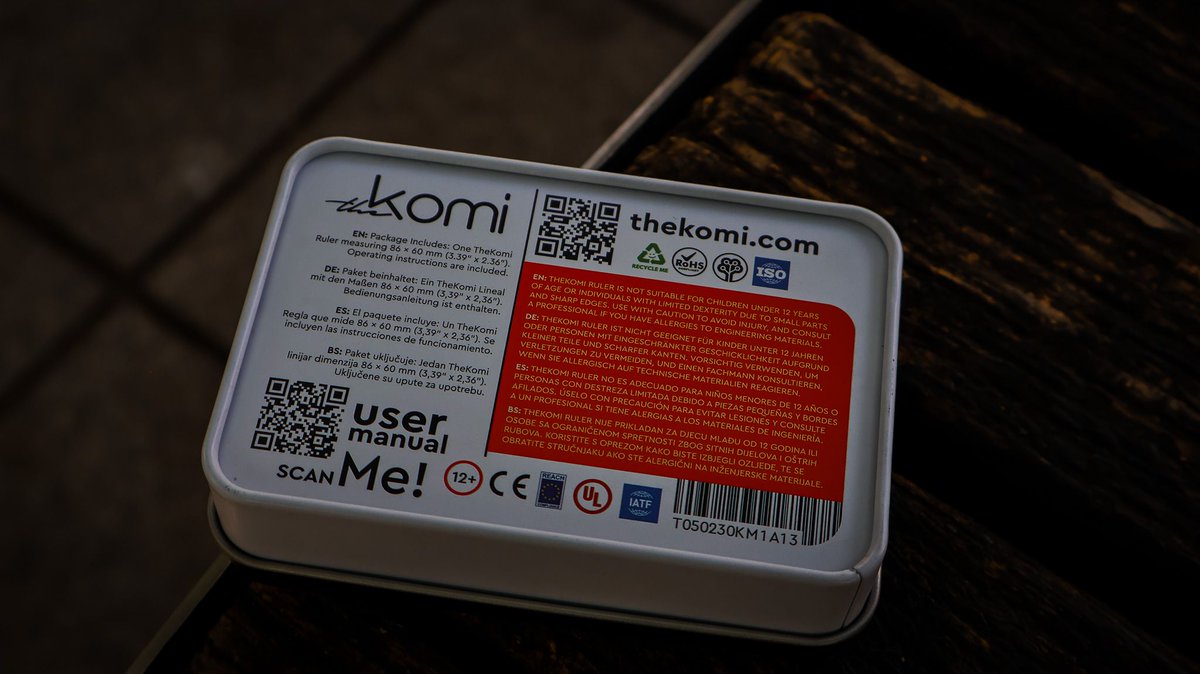 the Komi
EN: Package Includes: One TheKomi
Ruler measuring 86 × 60 mm (3.39" x 2.36").
Operating instructions are included.
DE: Paket beinhaltet: Ein TheKomi Lineal
mit den Maßen 86 × 60 mm (3,39" × 2,36").
Bedienungsanleitung ist enthalten.
ES: El paquete incluye: Un TheKomi
Regla que mide 86 × 60 mm (3,39" × 2,36"). Se
incluyen las instrucciones de funcionamiento.
BS: Paket uključuje: Jedan TheKomi
linijar dimenzija 86 × 60 mm (3,39" × 2,36").
Uključene su upute za upotrebu.
user
manual
SCAN Me!
thekomi.com
RECYCLE ME
RoHS
ISO
EN: THEKOMI RULER IS NOT SUITABLE FOR CHILDREN UNDER 12 YEARS
OF AGE OR INDIVIDUALS WITH LIMITED DEXTERITY DUE TO SMALL PARTS
AND SHARP EDGES. USE WITH CAUTION TO AVOID INJURY, AND CONSULT
A PROFESSIONAL IF YOU HAVE ALLERGIES TO ENGINEERING MATERIALS.
DE: THEKOMI RULER IST NICHT GEEIGNET FÜR KINDER UNTER 12 JAHREN
ODER PERSONEN MIT EINGESCHRÄNKTER GESCHICKLICHKEIT AUFGRUND
KLEINER TEILE UND SCHARFER KANTEN. VORSICHTIG VERWENDEN, UM
VERLETZUNGEN ZU VERMEIDEN, UND EINEN FACHMANN KONSULTIEREN,
WENN SIE ALLERGISCH AUF TECHNISCHE MATERIALIEN REAGIEREN.
ES: THEKOMI RULER NO ES ADECUADO PARA NIÑOS MENORES DE 12 AÑOS O
PERSONAS CON DESTREZA LIMITADA DEBIDO A PIEZAS PEQUEÑAS Y BORDES
AFILADOS. ÚSELO CON PRECAUCIÓN PARA EVITAR LESIONES Y CONSULTE
A UN PROFESIONAL SI TIENE ALERGIAS A LOS MATERIALES DE INGENIERÍA.
BS: THEKOMI RULER NIJE PRIKLADAN ZA DJECU MLAĐU OD 12 GODINA ILI
OSOBE SA OGRANIČENOM SPRETNOSTI ZBOG SITNIH DIJELOVA I OŠTRIH
RUBOVA. KORISTITE S OPREZOM KAKO BISTE IZBJEGLI OZLJEDE, TE SE
OBRATITE STRUČNJAKU AKO STE ALERGIČNI NA INŽENJERSKE MATERIJALE.
12+
CE
REACH
UL
IATF
T050230KM1A13